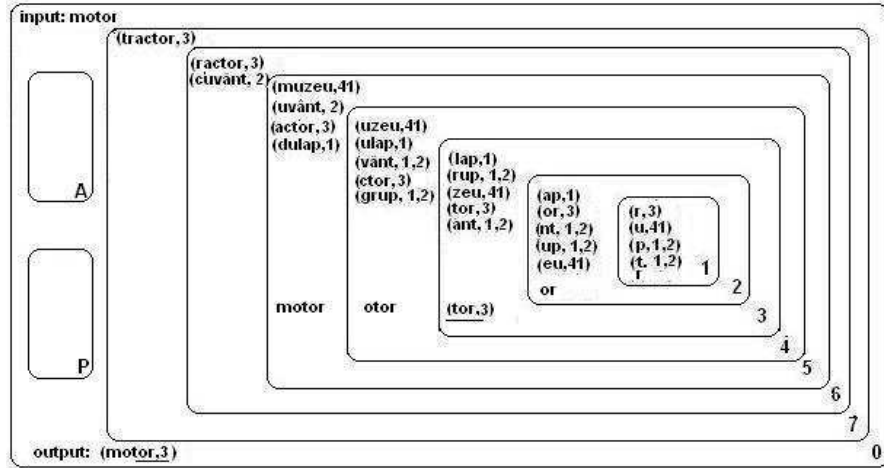 input: motor
(tractor,3)
(ractor,3)
(cuvânt, 2)
(muzeu,41)
(uvânt, 2)
(actor,3)
(dulap,1)
(uzeu,41)
(ulap,1)
(vânt, 1,2)
(ctor,3)
(grup, 1,2)
(lap,1)
(rup, 1,2)
(zeu,41)
(tor,3)
(ânt, 1,2)
(ap,1)
(or,3)
(nt, 1,2)
(up, 1,2)
(eu,41)
(r,3)
(u,41)
(p,1,2)
(t, 1,2)
r
1
or
2
(tor,3)
3
otor
4
motor
5
6
7
A
P
output: (motor,3)
0